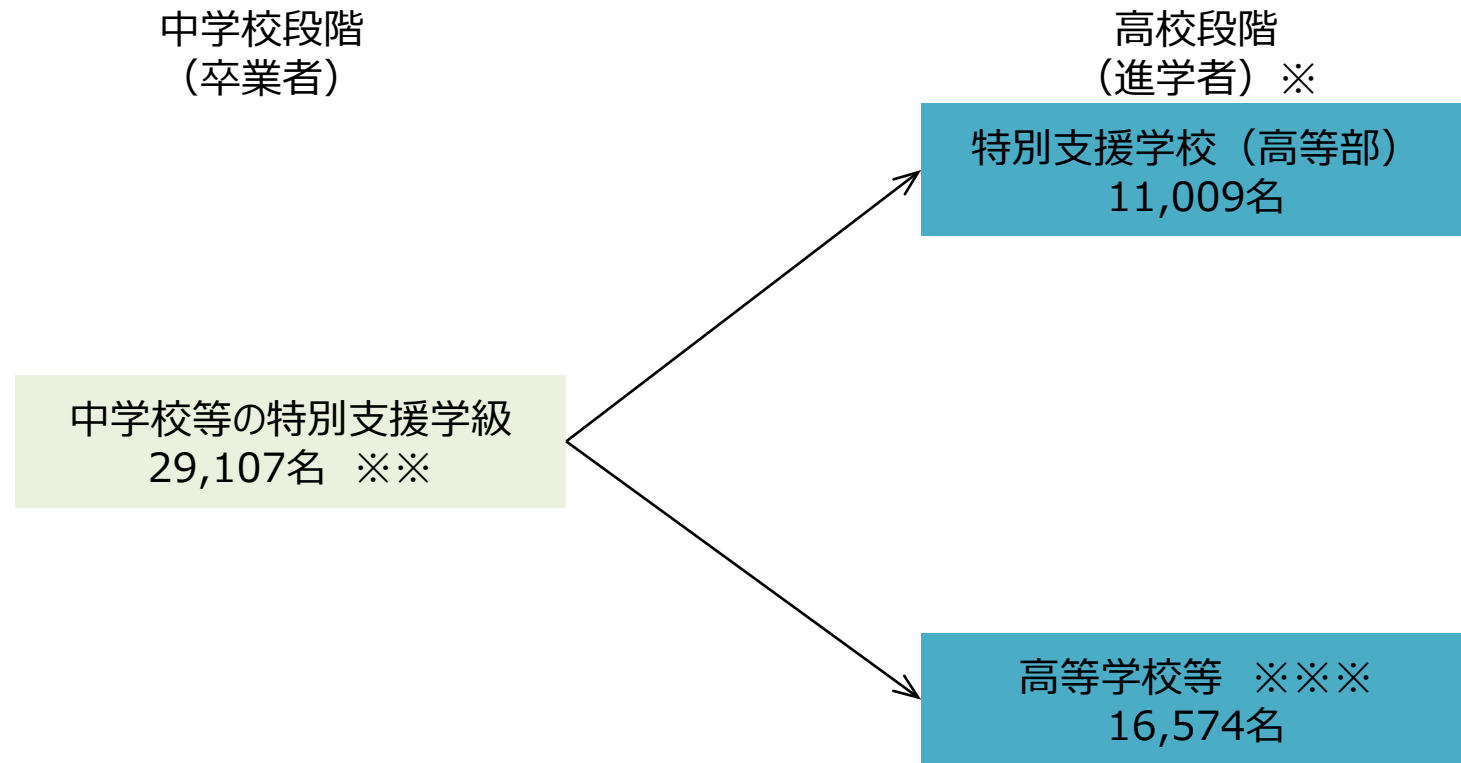 中学校段階
（卒業者）
高校段階
（進学者）※
特別支援学校（高等部）
11,009名
中学校等の特別支援学級
29,107名 ※※
高等学校等 ※※※
16,574名